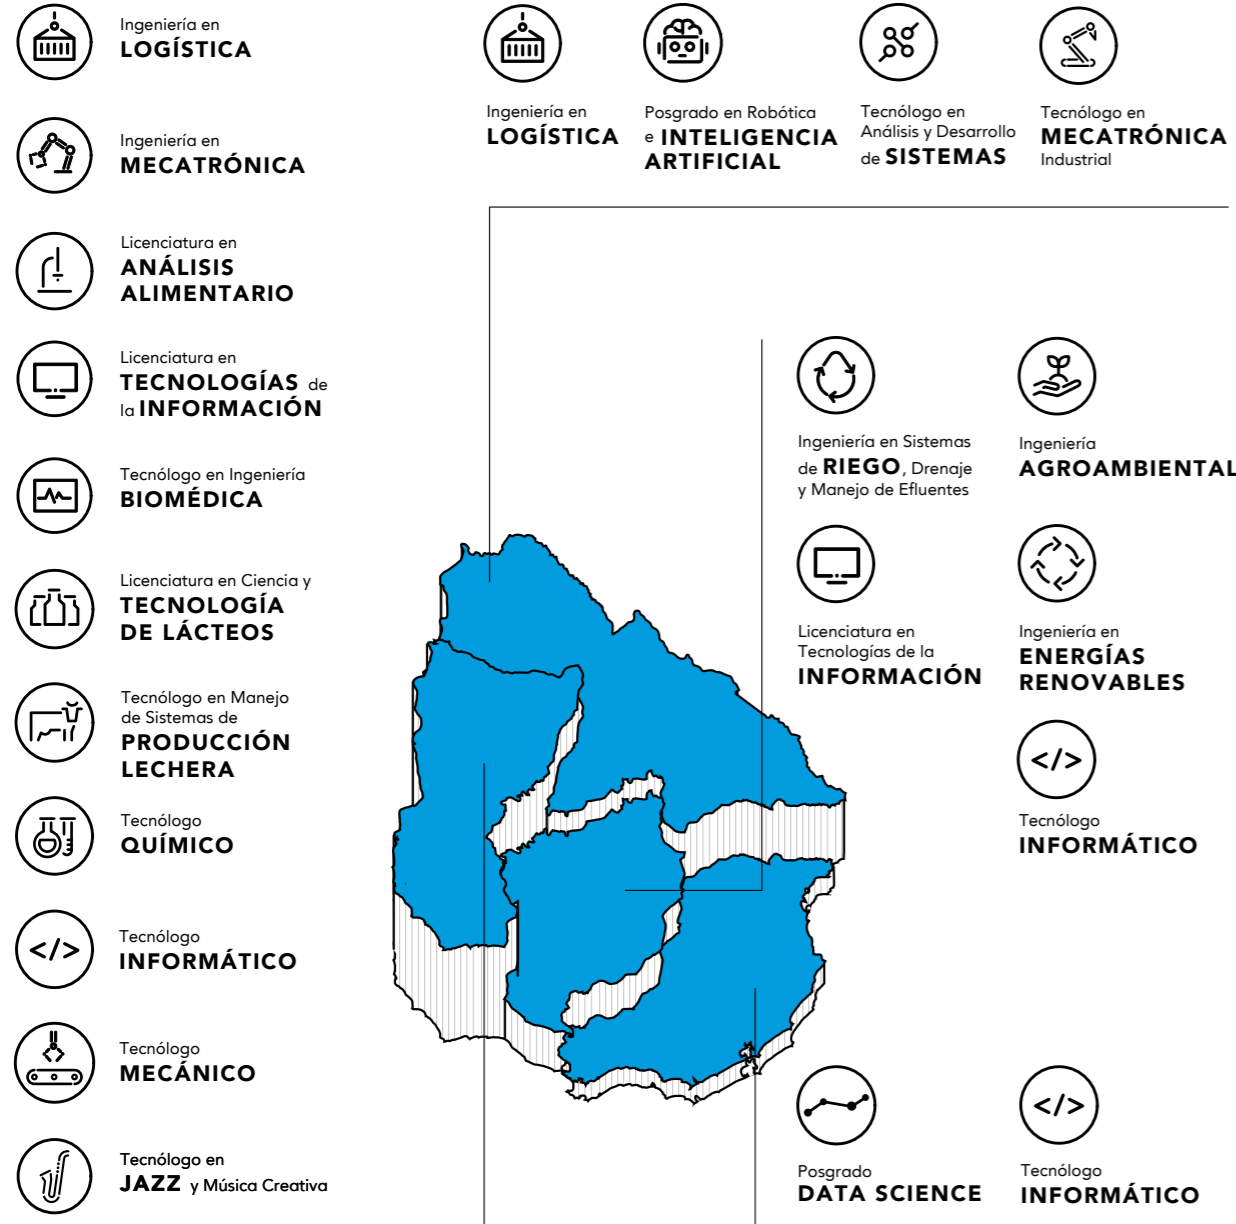 Ingeniería en
LOGÍSTICA
Ingeniería en
MECATRÓNICA
Licenciatura en
ANÁLISIS
ALIMENTARIO
Licenciatura en
TECNOLOGÍAS de
la INFORMACIÓN
Tecnólogo en Ingeniería
BIOMÉDICA
Licenciatura en Ciencia y
TECNOLOGÍA
DE LÁCTEOS
Tecnólogo en Manejo
de Sistemas de
PRODUCCIÓN
LECHERA
Tecnólogo
QUÍMICO
</>
Tecnólogo
INFORMÁTICO
Tecnólogo
MECÁNICO
Tecnólogo en
JAZZ y Música Creativa
Ingeniería en
LOGÍSTICA
Posgrado en Robótica
e INTELIGENCIA
ARTIFICIAL
Tecnólogo en
Análisis y Desarrollo
de SISTEMAS
Tecnólogo en
MECATRÓNICA
Industrial
Ingeniería en Sistemas
de RIEGO, Drenaje
y Manejo de Efluentes
Ingeniería
AGROAMBIENTAL
Licenciatura en
Tecnologías de la
INFORMACIÓN
Ingeniería en
ENERGÍAS
RENOVABLES
</>
Tecnólogo
INFORMÁTICO
Posgrado
DATA SCIENCE
</>
Tecnólogo
INFORMÁTICO